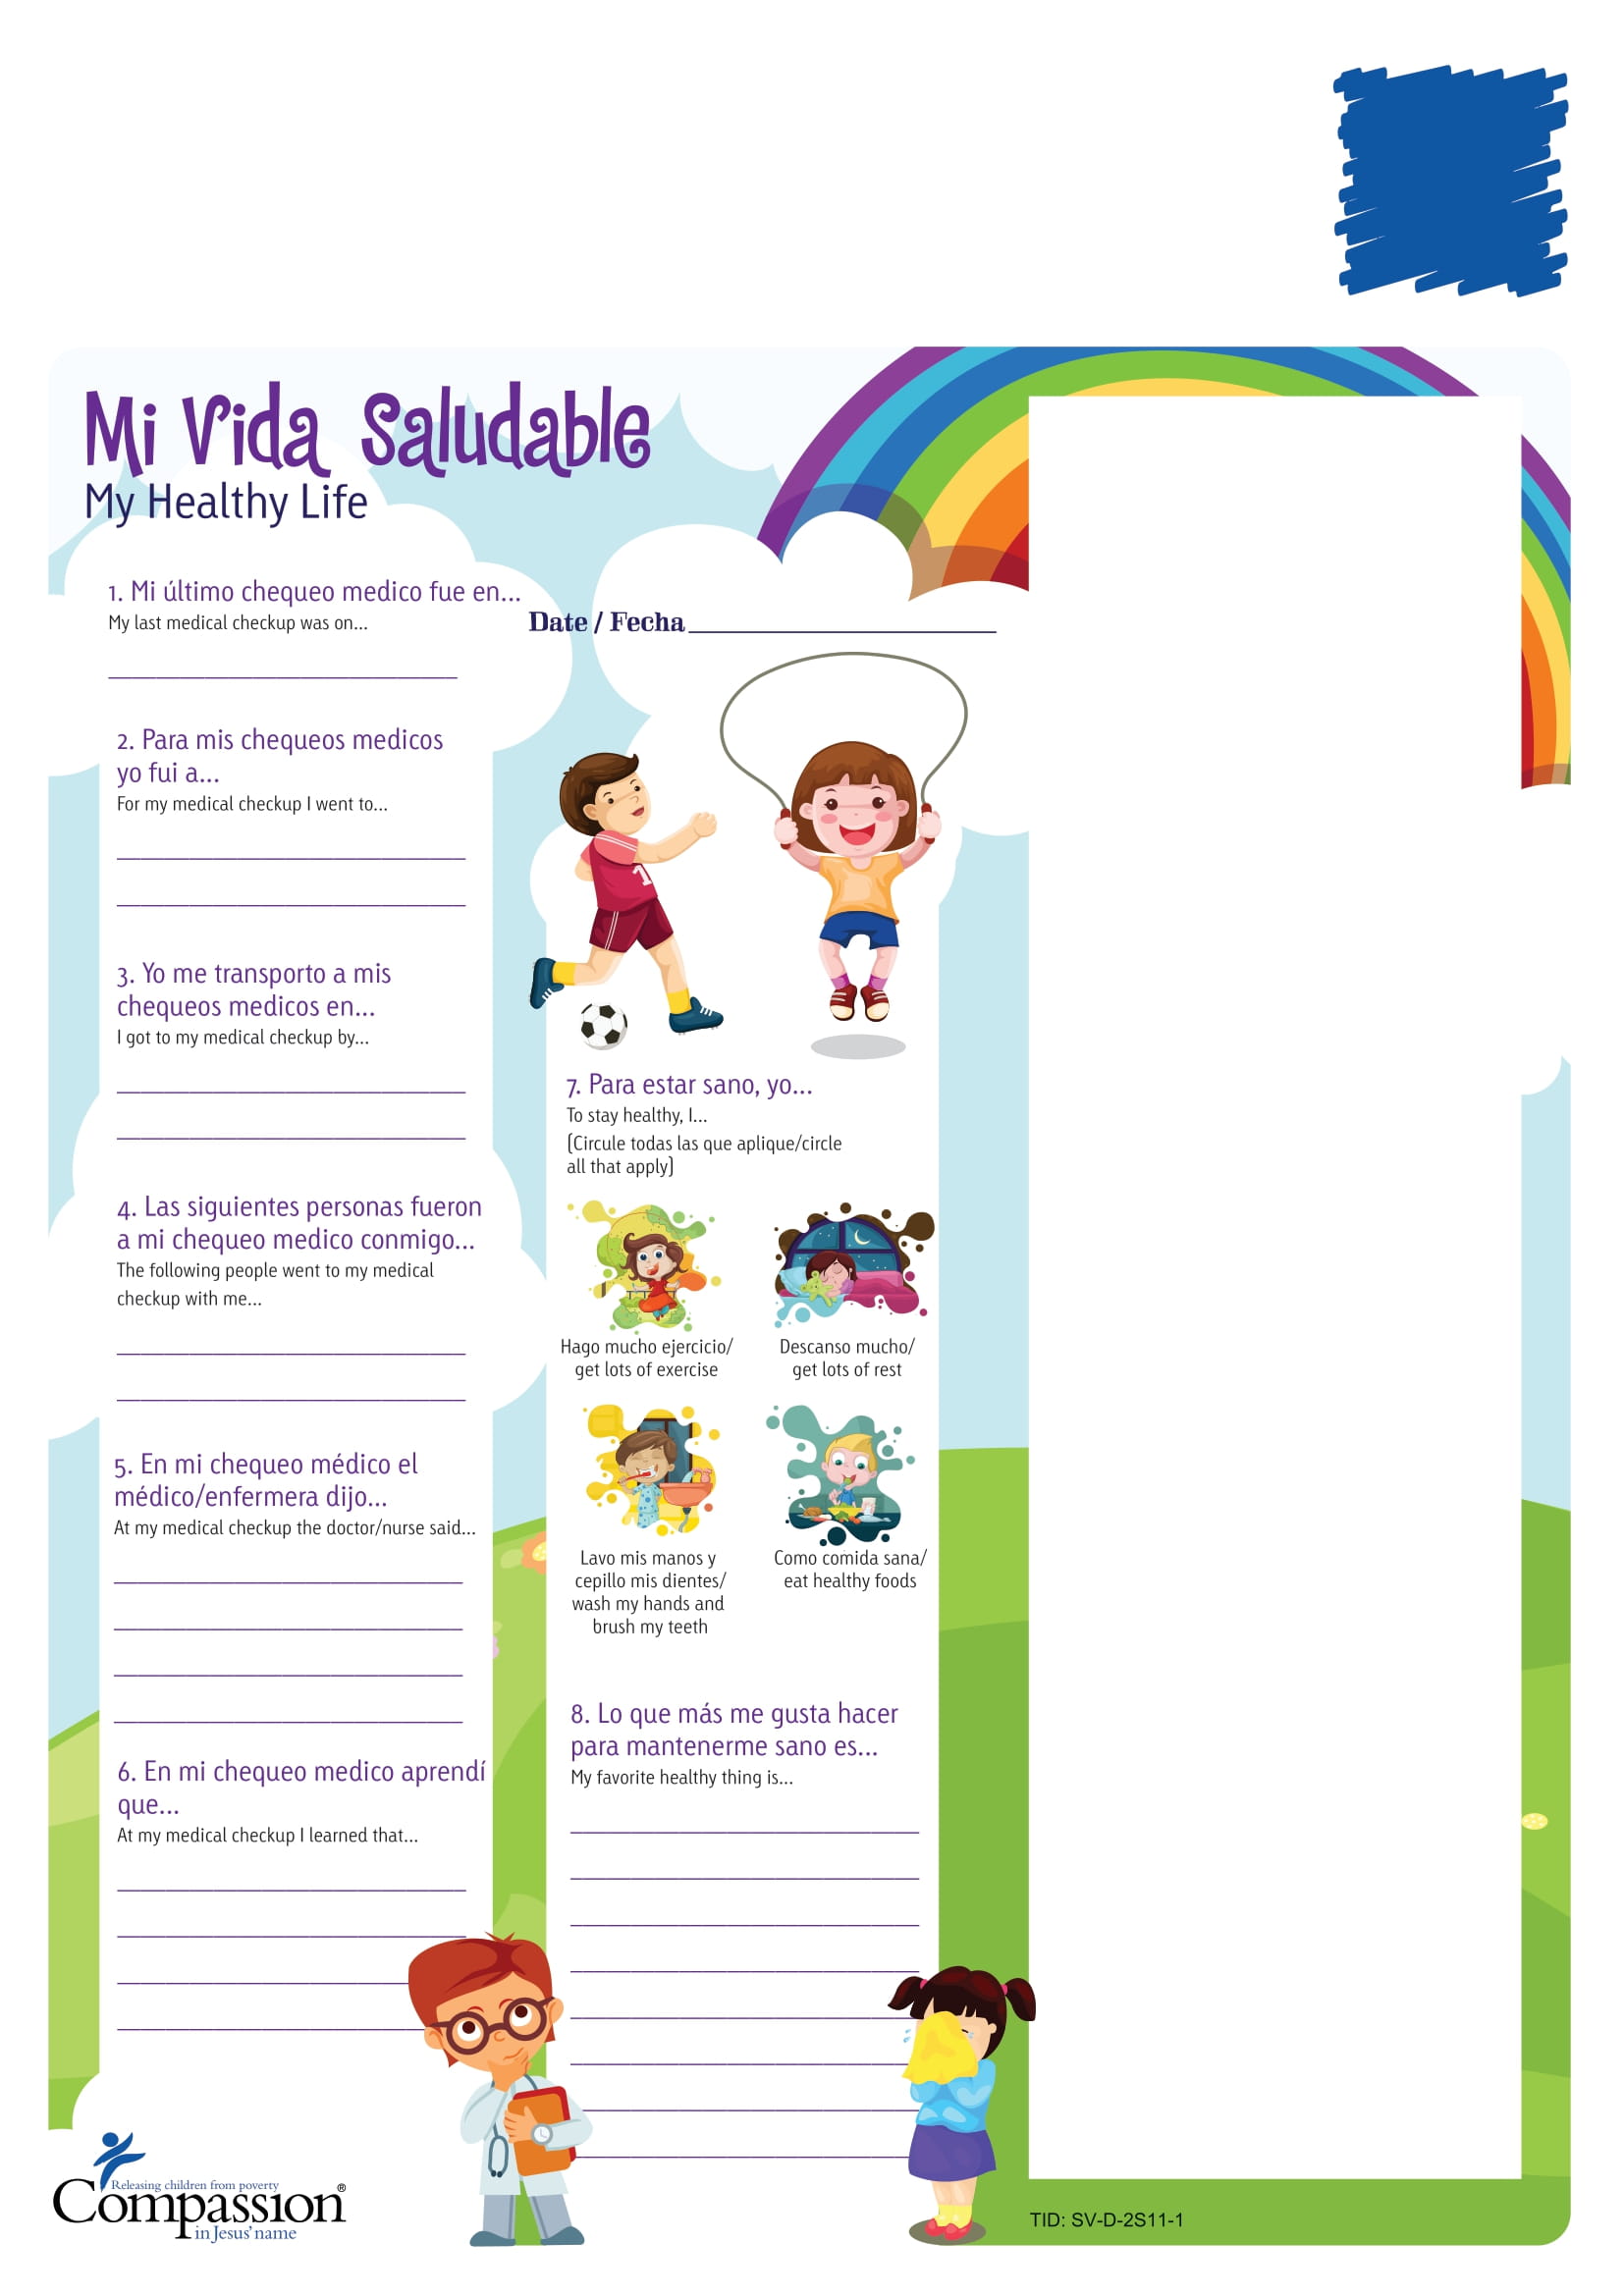 Mi Vida Saludable
My Healthy Life
1. Mi último chequeo medico fue en...
My last medical checkup was on...
Date / Fecha
2. Para mis chequeos medicos
yo fui a...
For my medical checkup I went to...
3. Yo me transporto a mis
chequeos medicos en...
I got to my medical checkup by...
4. Las siguientes personas fueron
a mi chequeo medico conmigo...
The following people went to my medical
checkup with me...
5. En mi chequeo médico el
médico/enfermera dijo...
At my medical checkup the doctor/nurse said...
6. En mi chequeo medico aprendí
que...
At my medical checkup I learned that...
1
7. Para estar sano, yo...
To stay healthy, I...
(Circule todas las que aplique/circle
all that apply)
Hago mucho ejercicio/
get lots of exercise
Descanso mucho/
get lots of rest
Lavo mis manos y
cepillo mis dientes/
wash my hands and
brush my teeth
Como comida sana/
eat healthy foods
8. Lo que más me gusta hacer
para mantenerme sano es...
My favorite healthy thing is...
Releasing children from poverty
Compassion®
in Jesus' name
TID: SV-D-2S11-1